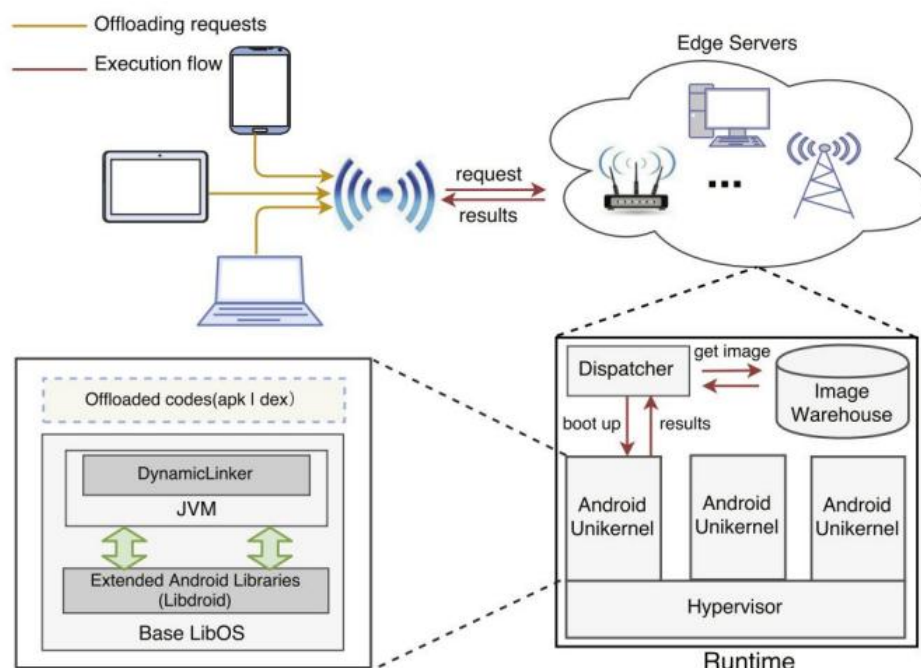 Offloading requests
Execution flow
Edge Servers
request
results
Dispatcher
get image
Image
Warehouse
boot up
results
Android
Unikernel
Android
Unikernel
Android
Unikernel
Hypervisor
Runtime
Offloaded codes(apk I dex)
DynamicLinker
JVM
Extended Android Libraries
(Libdroid)
Base LibOS